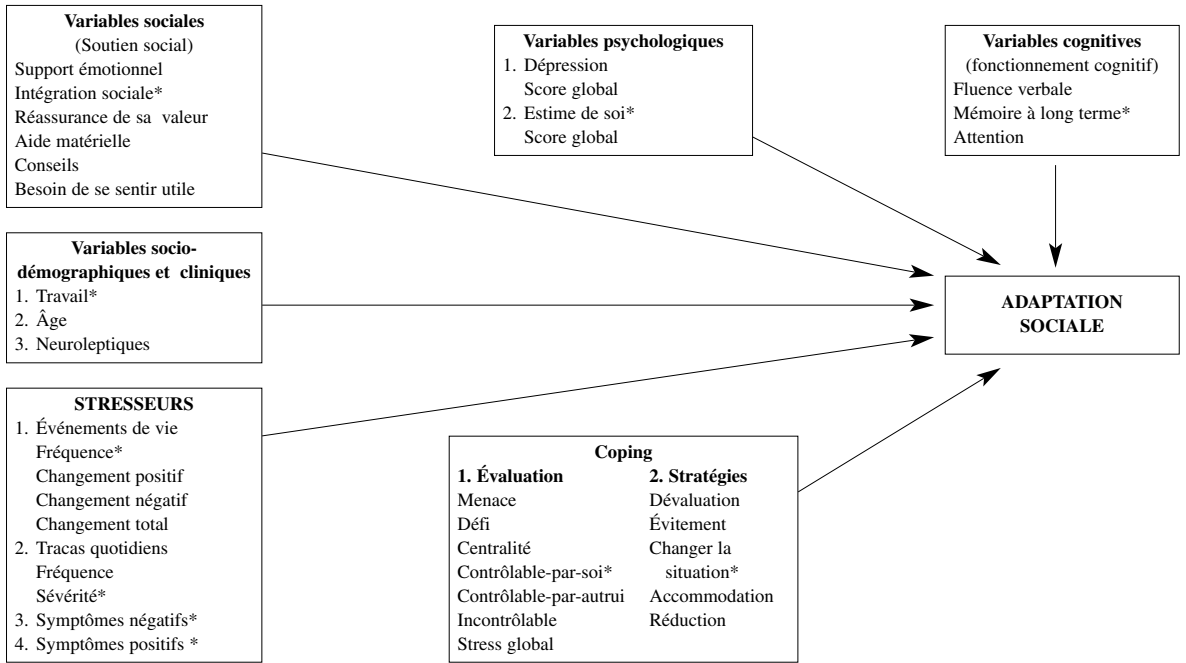 Variables sociales
(Soutien social)
Support émotionnel
Intégration sociale*
Réassurance de sa valeur
Aide matérielle
Conseils
Besoin de se sentir utile
Variables psychologiques
1. Dépression
Score global
2. Estime de soi*
Score global
Variables cognitives
(fonctionnement cognitif)
Fluence verbale
Mémoire à long terme*
Attention
Variables socio-
démographiques et cliniques
1. Travail*
2. Âge
3. Neuroleptiques
ADAPTATION
SOCIALE
STRESSEURS
1. Événements de vie
Fréquence*
Changement positif
Changement négatif
Changement total
2. Tracas quotidiens
Fréquence
Sévérité*
3. Symptômes négatifs*
4. Symptômes positifs *
Coping
1. Évaluation
Menace
Défi
Centralité
Contrôlable-par-soi*
Contrôlable-par-autrui
Incontrôlable
Stress global
2. Stratégies
Dévaluation
Évitement
Changer la
situation*
Accommodation
Réduction